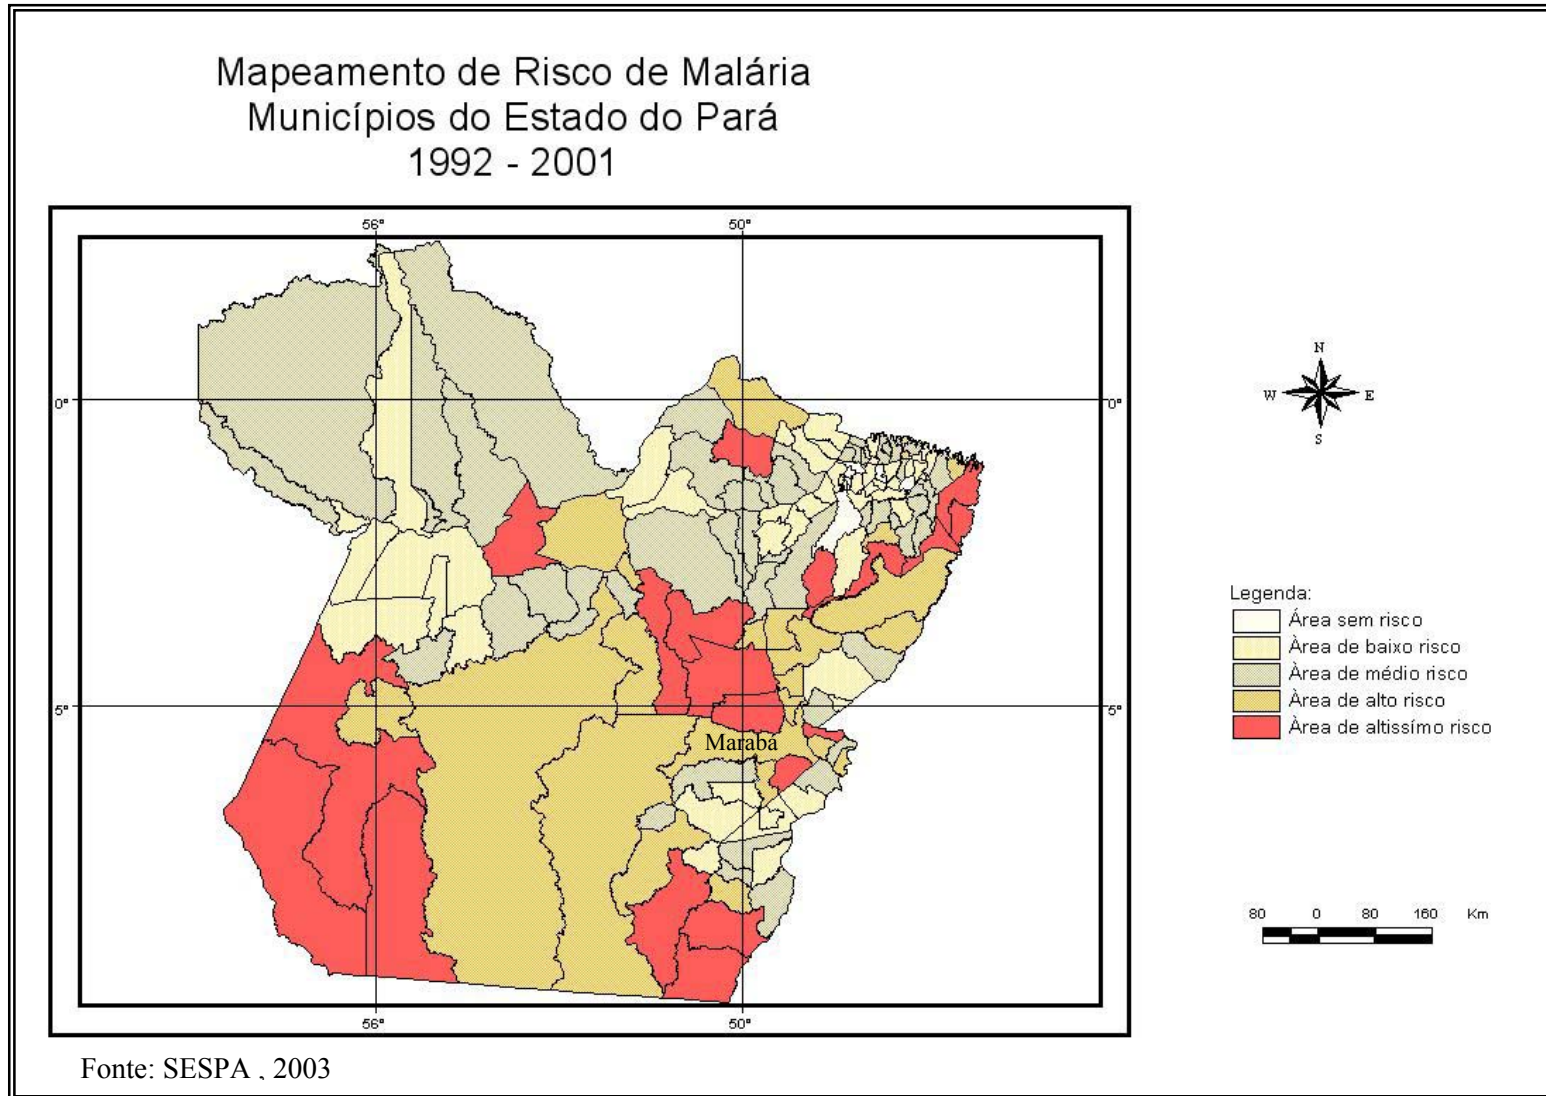 Mapeamento de Risco de Malária
Municípios do Estado do Pará
1992 - 2001
56° 50°
0° 0°
N
W E
S
Legenda:
Área sem risco
Àrea de baixo risco
Àrea de médio risco
Àrea de alto risco
Àrea de altissímo risco
5° 5°
Marabá
80 0 80 160 Km
56° 50°
Fonte: SESPA , 2003